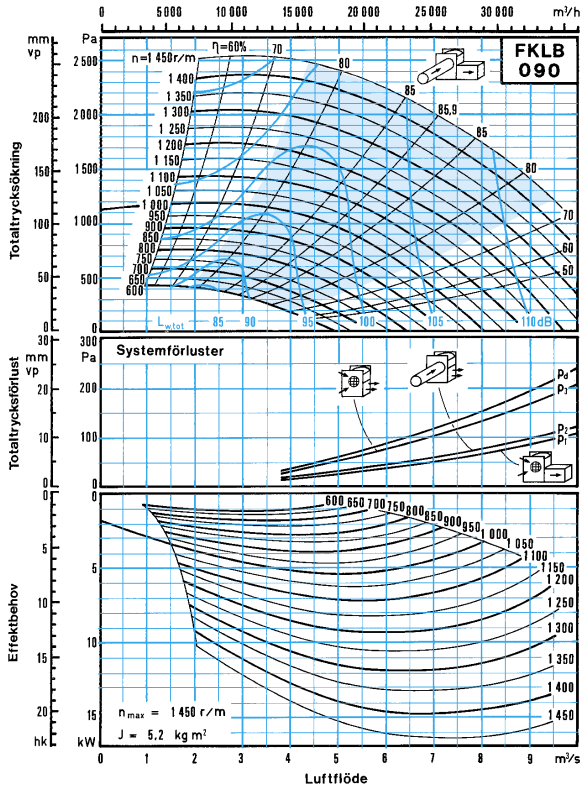 0 5000 10 000 15 000 20 000 25 000 30 000 m³/h
mm vp
Pa
FKLB 090
n=1 450r/m
η=60%
70
80
85
85,9
85
80
70
60
50
2 500
2 000
1 500
1 000
500
0
200
150
100
50
0
1 400
1 350
1 300
1 250
1 200
1 150
1 100
1 050
1 000
950
900
850
800
750
700
650
600
Totaltrycksökning
Lw,tot 85 90 95 100 105 110 dB
Systemförluster
mm vp
Pa
30
20
10
0
300
200
100
0
Totaltrycksförlust
Pd
P3
P2
P1
Effektbehov
0
5
10
15
20
hk
0
5
10
15
kW
600 650 700 750 800 850 900 950 1 000 1 050 1 100 1150 1 200 1 250 1 300 1 350 1 400 1 450
nmax = 1 450 r/m
J = 5,2 kg m²
0 1 2 3 4 5 6 7 8 9 m³/s
Luftflöde